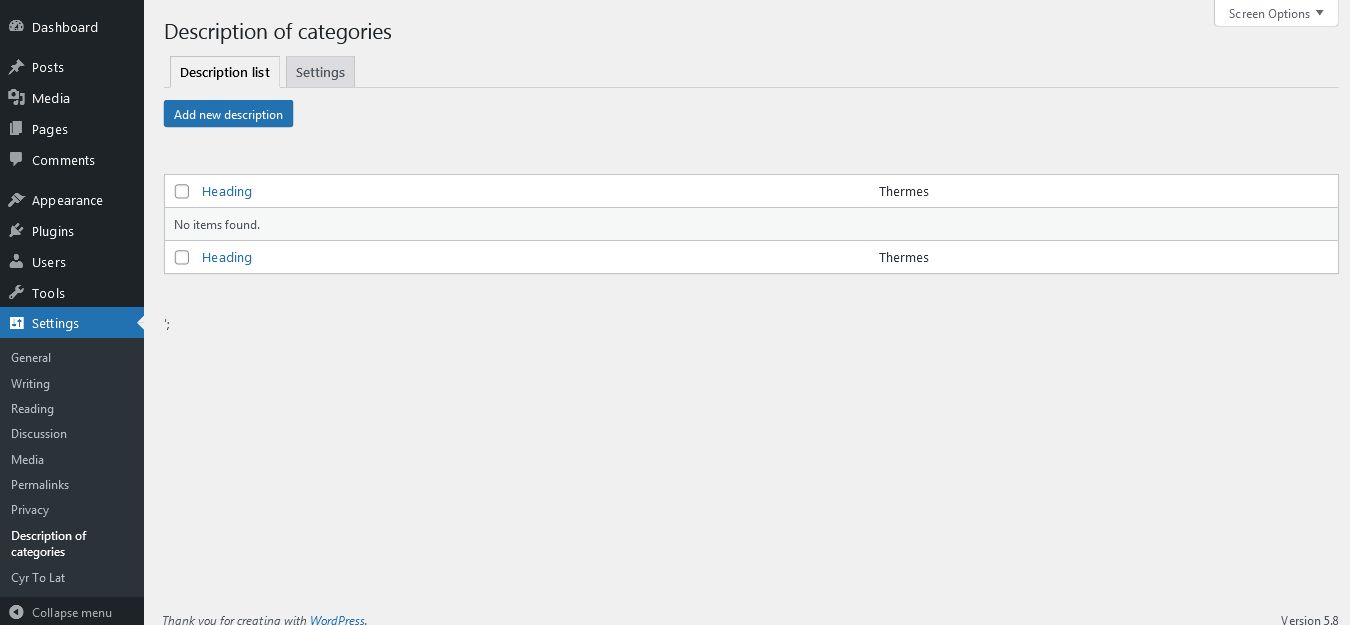 Screen Options
Dashboard
Posts
Media
Pages
Comments
Appearance
Plugins
Users
Tools
Settings
General
Writing
Reading
Discussion
Media
Permalinks
Privacy
Description of
categories
Cyr To Lat
Collapse menu
Description of categories
Description list
Settings
Add new description
Heading Thermes
No items found.
Heading Thermes
';
Thank you for creating with WordPress.
Version 5.8